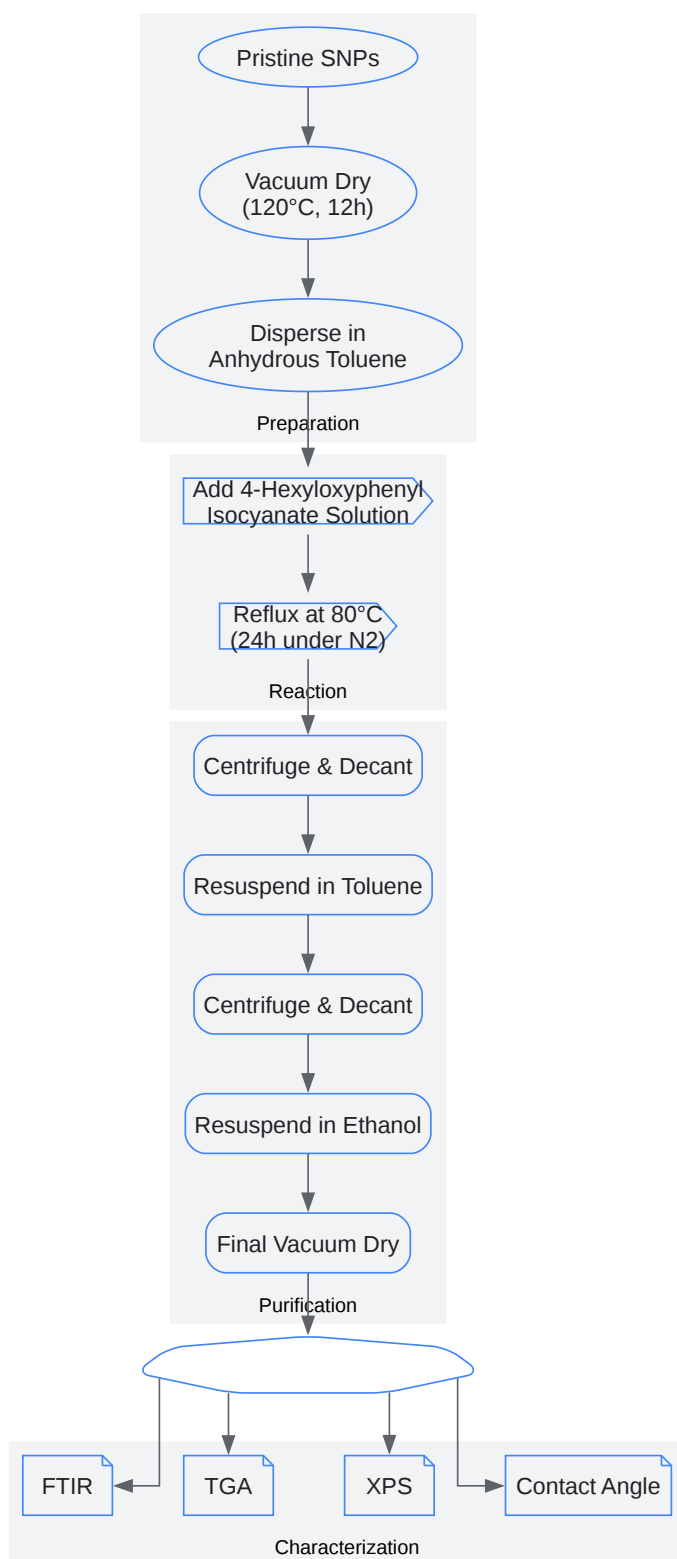 Pristine SNPs
Vacuum Dry
(120°C, 12h)
Disperse in
Anhydrous Toluene
Preparation
Add 4-Hexyloxyphenyl
Isocyanate Solution
Reflux at 80°C
(24h under N2)
Reaction
Centrifuge & Decant
Resuspend in Toluene
Centrifuge & Decant
Resuspend in Ethanol
Final Vacuum Dry
Purification
FTIR
TGA
XPS
Contact Angle
Characterization